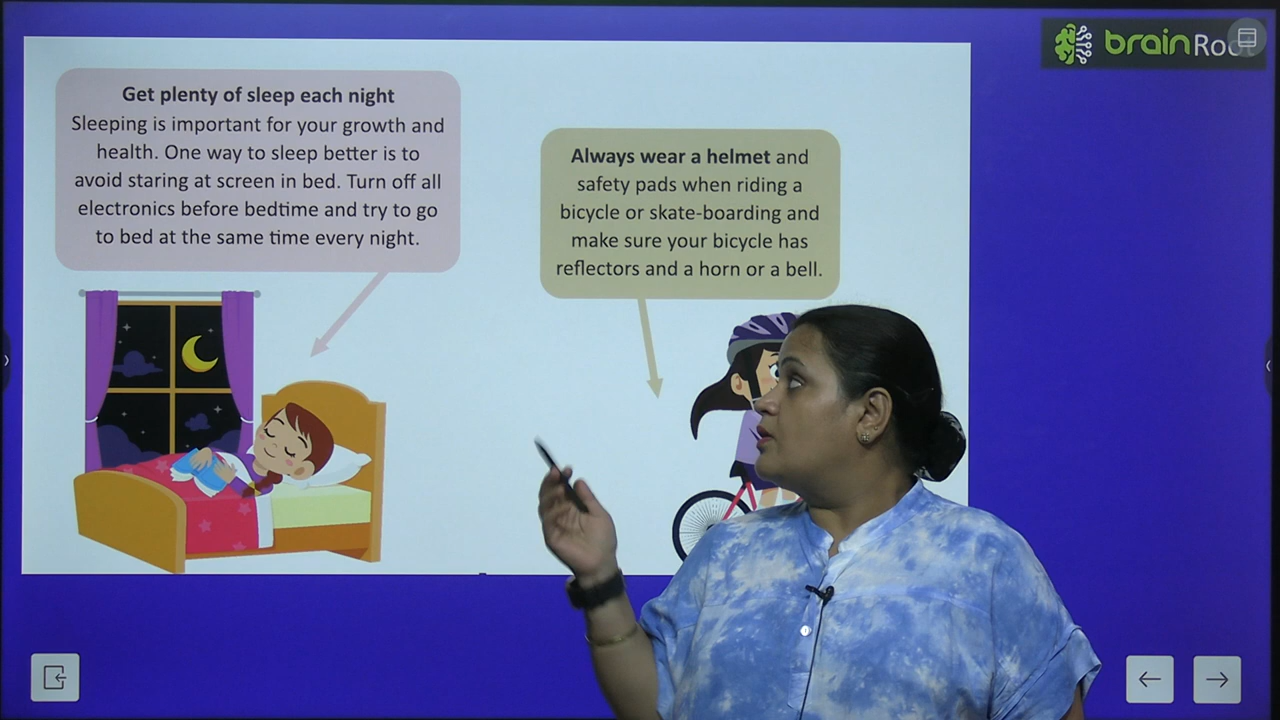 brainRoot
Get plenty of sleep each night
Sleeping is important for your growth and
health. One way to sleep better is to
avoid staring at screen in bed. Turn off all
electronics before bedtime and try to go
to bed at the same time every night.
Always wear a helmet and
safety pads when riding a
bicycle or skate-boarding and
make sure your bicycle has
reflectors and a horn or a bell.